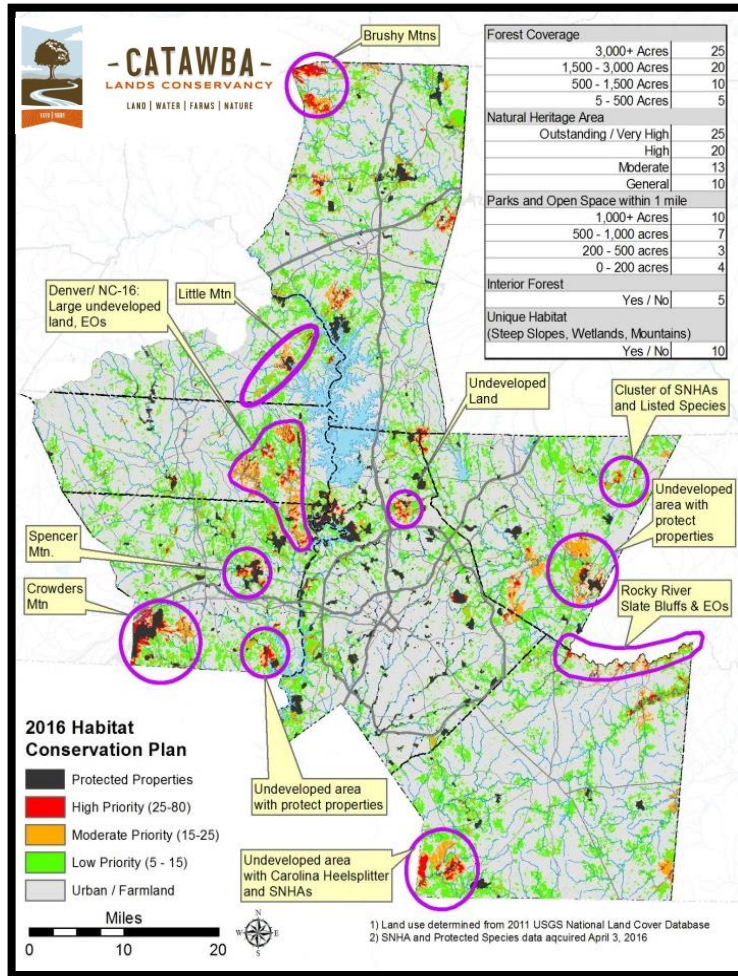 - CATAWBA -
LANDS CONSERVANCY
LAND | WATER | FARMS | NATURE
Brushy Mtns
Forest Coverage
3,000+ Acres 25
1,500 - 3,000 Acres 20
500 - 1,500 Acres 10
5 - 500 Acres 5
Natural Heritage Area
Outstanding / Very High 25
High 20
Moderate 13
General 10
Parks and Open Space within 1 mile
1,000+ Acres 10
500 - 1,000 acres 7
200 - 500 acres 3
0 - 200 acres 4
Interior Forest
Yes / No 5
Unique Habitat
(Steep Slopes, Wetlands, Mountains)
Yes / No 10
Denver/ NC-16:
Large undeveloped
land, EOs
Little Mtn
Undeveloped
Land
Cluster of SNHAs
and Listed Species
Undeveloped
area with
protect
properties
Spencer
Mtn.
Crowders
Mtn
Rocky River
Slate Bluffs & EOs
Undeveloped area
with protect properties
Undeveloped area
with Carolina Heelsplitter
and SNHAs
2016 Habitat
Conservation Plan
Protected Properties
High Priority (25-80)
Moderate Priority (15-25)
Low Priority (5 - 15)
Urban / Farmland
Miles
0 10 20
N
W E
S
1) Land use determined from 2011 USGS National Land Cover Database
2) SNHA and Protected Species data aqcuired April 3, 2016